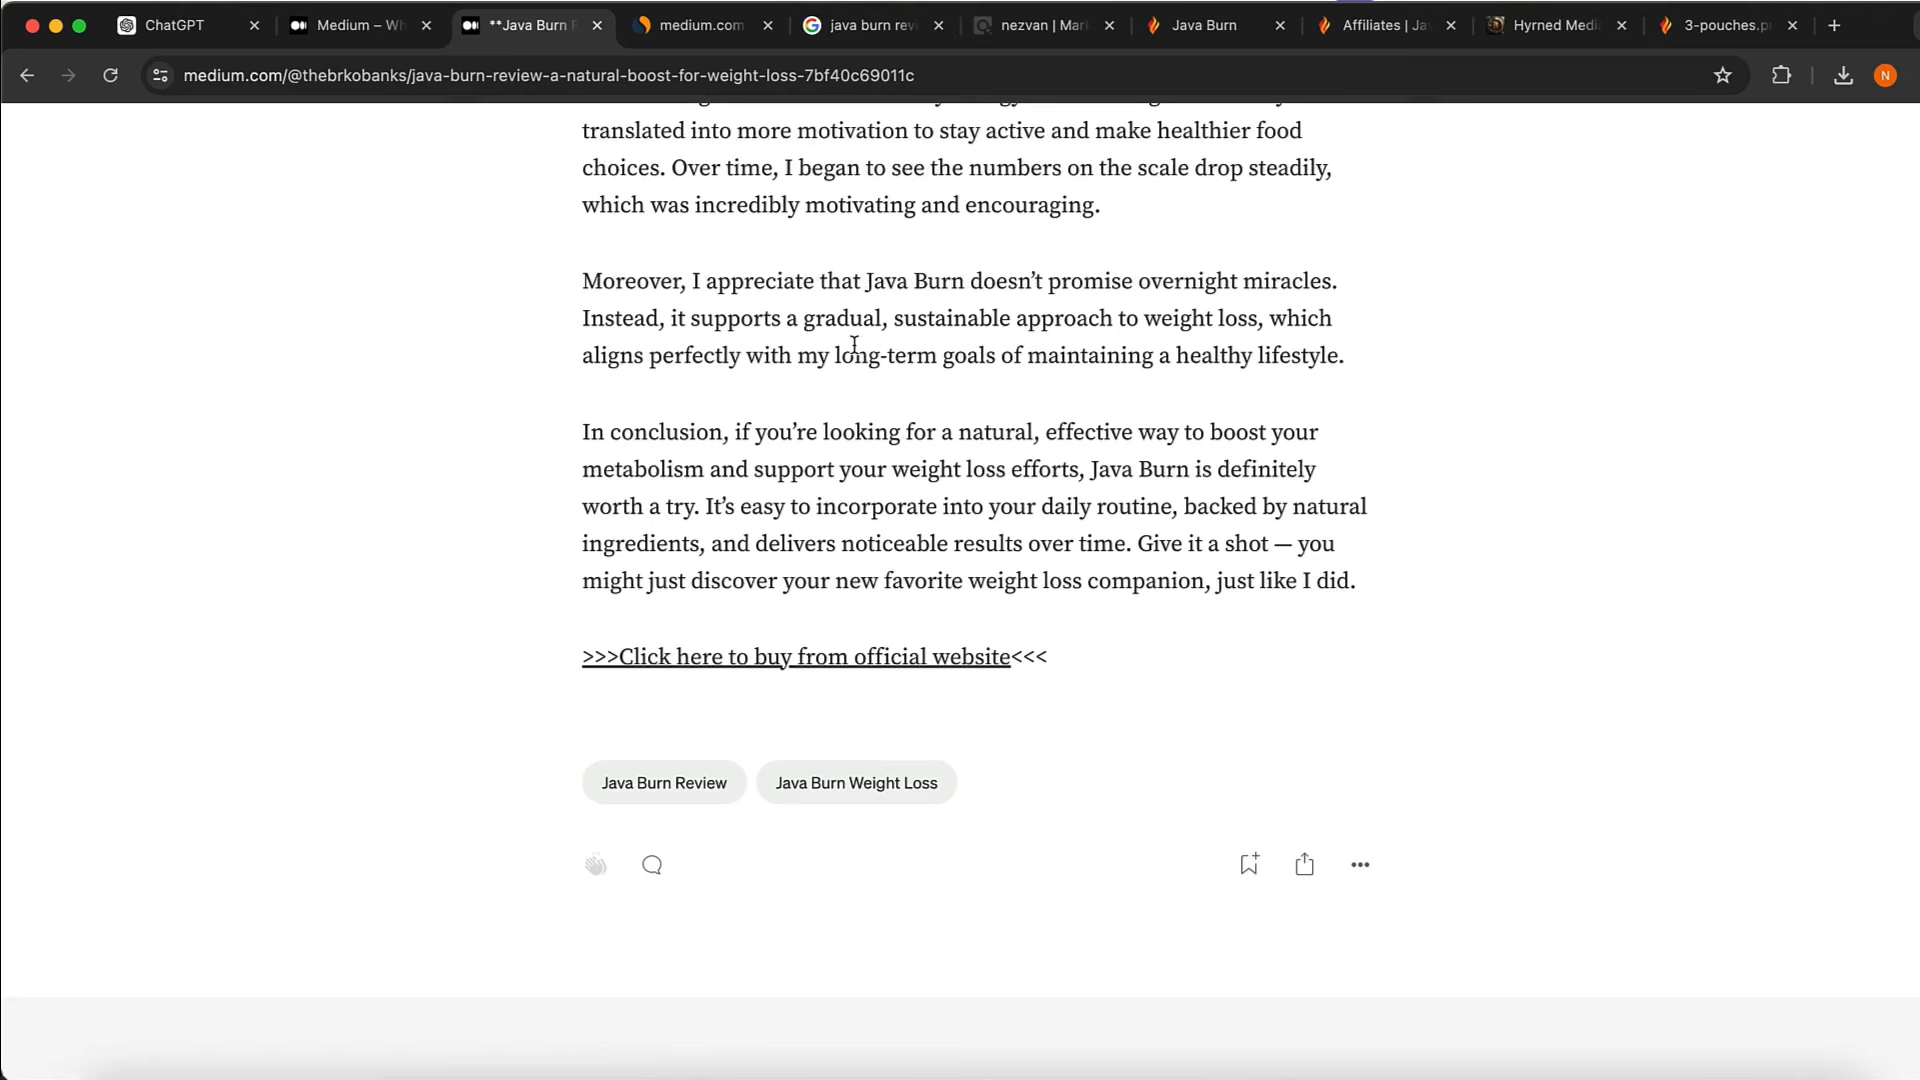 ChatGPT
Medium – Wh
**Java Burn R
medium.com
java burn revi
nezvan | Mark
Java Burn
Affiliates | Jav
Hyrned Medi
3-pouches.pn
medium.com/@thebrkobanks/java-burn-review-a-natural-boost-for-weight-loss-7bf40c69011c
N
translated into more motivation to stay active and make healthier food
choices. Over time, I began to see the numbers on the scale drop steadily,
which was incredibly motivating and encouraging.
Moreover, I appreciate that Java Burn doesn’t promise overnight miracles.
Instead, it supports a gradual, sustainable approach to weight loss, which
aligns perfectly with my long-term goals of maintaining a healthy lifestyle.
In conclusion, if you’re looking for a natural, effective way to boost your
metabolism and support your weight loss efforts, Java Burn is definitely
worth a try. It’s easy to incorporate into your daily routine, backed by natural
ingredients, and delivers noticeable results over time. Give it a shot — you
might just discover your new favorite weight loss companion, just like I did.
>>>Click here to buy from official website<<<
Java Burn Review
Java Burn Weight Loss